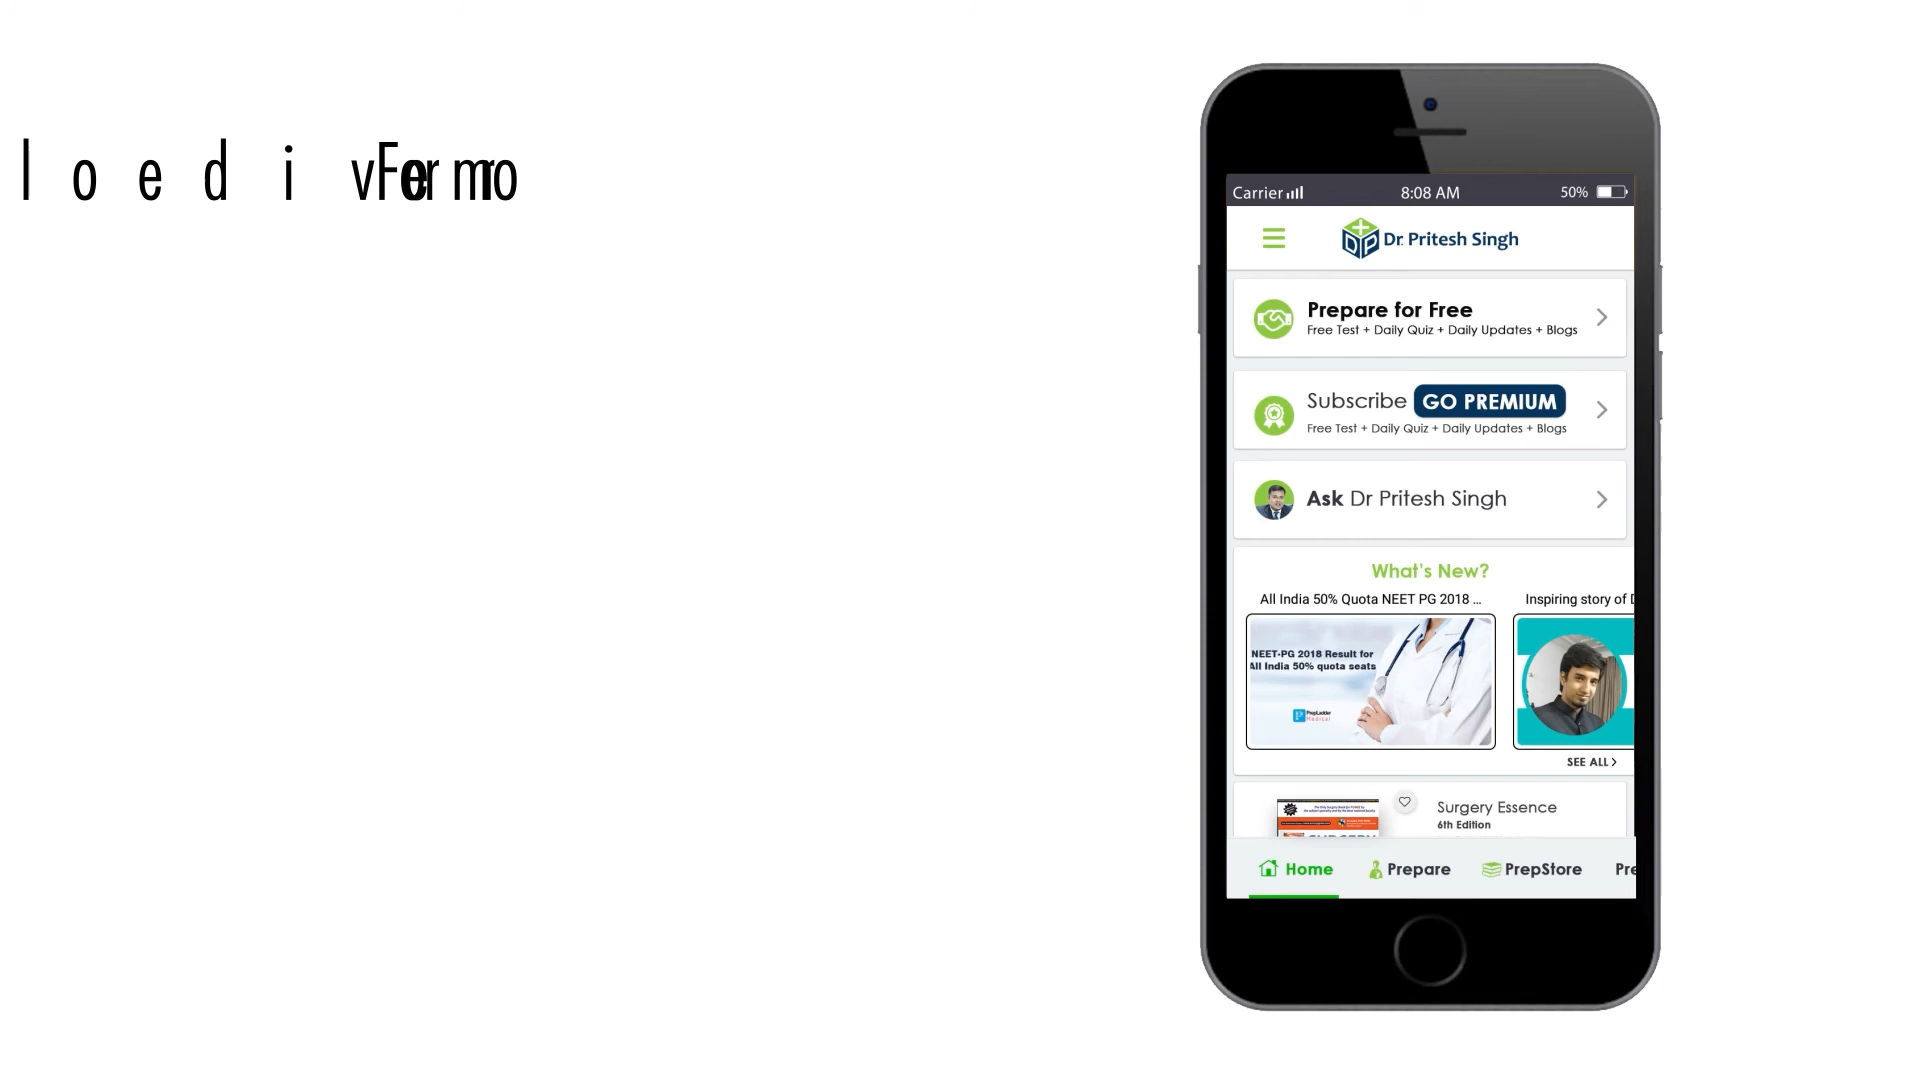 l o e d i v
Carrier 8:08 AM 50%
Dr. Pritesh Singh
Prepare for Free
Free Test + Daily Quiz + Daily Updates + Blogs
Subscribe GO PREMIUM
Free Test + Daily Quiz + Daily Updates + Blogs
Ask Dr Pritesh Singh
What's New?
All India 50% Quota NEET PG 2018 ...
Inspiring story of
NEET-PG 2018 Result for
All India 50% quota seats
PrepLadder
Medical
SEE ALL
Surgery Essence
6th Edition
Home Prepare PrepStore Pre